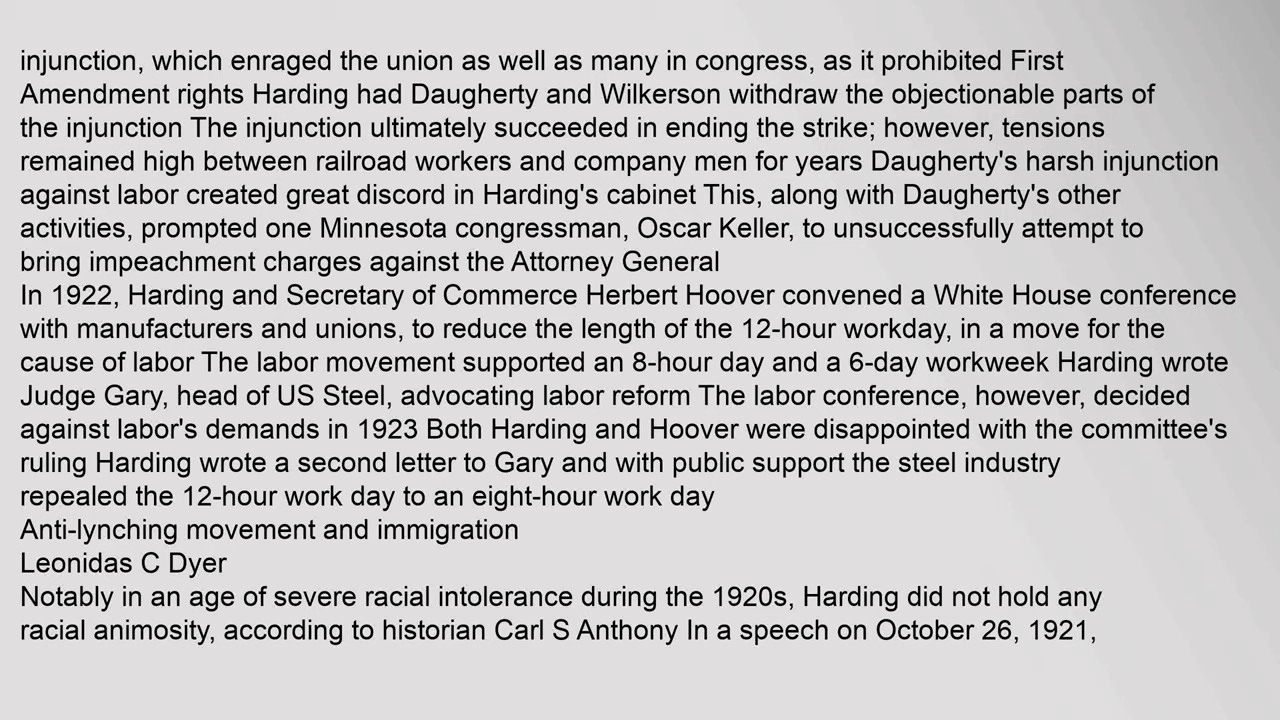 injunction, which enraged the union as well as many in congress, as it prohibited First
Amendment rights Harding had Daugherty and Wilkerson withdraw the objectionable parts of
the injunction The injunction ultimately succeeded in ending the strike; however, tensions
remained high between railroad workers and company men for years Daugherty's harsh injunction
against labor created great discord in Harding's cabinet This, along with Daugherty's other
activities, prompted one Minnesota congressman, Oscar Keller, to unsuccessfully attempt to
bring impeachment charges against the Attorney General
In 1922, Harding and Secretary of Commerce Herbert Hoover convened a White House conference
with manufacturers and unions, to reduce the length of the 12-hour workday, in a move for the
cause of labor The labor movement supported an 8-hour day and a 6-day workweek Harding wrote
Judge Gary, head of US Steel, advocating labor reform The labor conference, however, decided
against labor's demands in 1923 Both Harding and Hoover were disappointed with the committee's
ruling Harding wrote a second letter to Gary and with public support the steel industry
repealed the 12-hour work day to an eight-hour work day
Anti-lynching movement and immigration
Leonidas C Dyer
Notably in an age of severe racial intolerance during the 1920s, Harding did not hold any
racial animosity, according to historian Carl S Anthony In a speech on October 26, 1921,